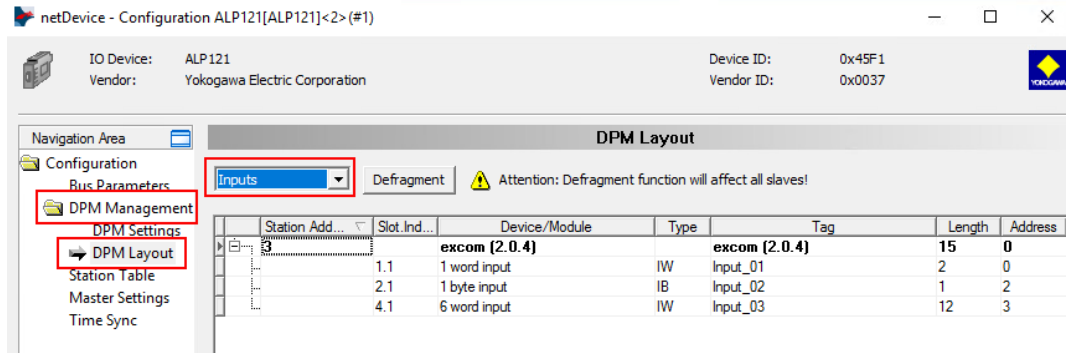 netDevice - Configuration ALP121[ALP121]<2>(#1)
IO Device: ALP121 Device ID: 0x45F1
Vendor: Yokogawa Electric Corporation Vendor ID: 0x0037
YOKOGAWA
Navigation Area
Configuration
Bus Parameters
DPM Management
DPM Settings
DPM Layout
Station Table
Master Settings
Time Sync
DPM Layout
Inputs Defragment Attention: Defragment function will affect all slaves!
Station Add... Slot.Ind... Device/Module Type Tag Length Address
3 excom (2.0.4) excom (2.0.4) 15 0
1.1 1 word input IW Input_01 2 0
2.1 1 byte input IB Input_02 1 2
4.1 6 word input IW Input_03 12 3